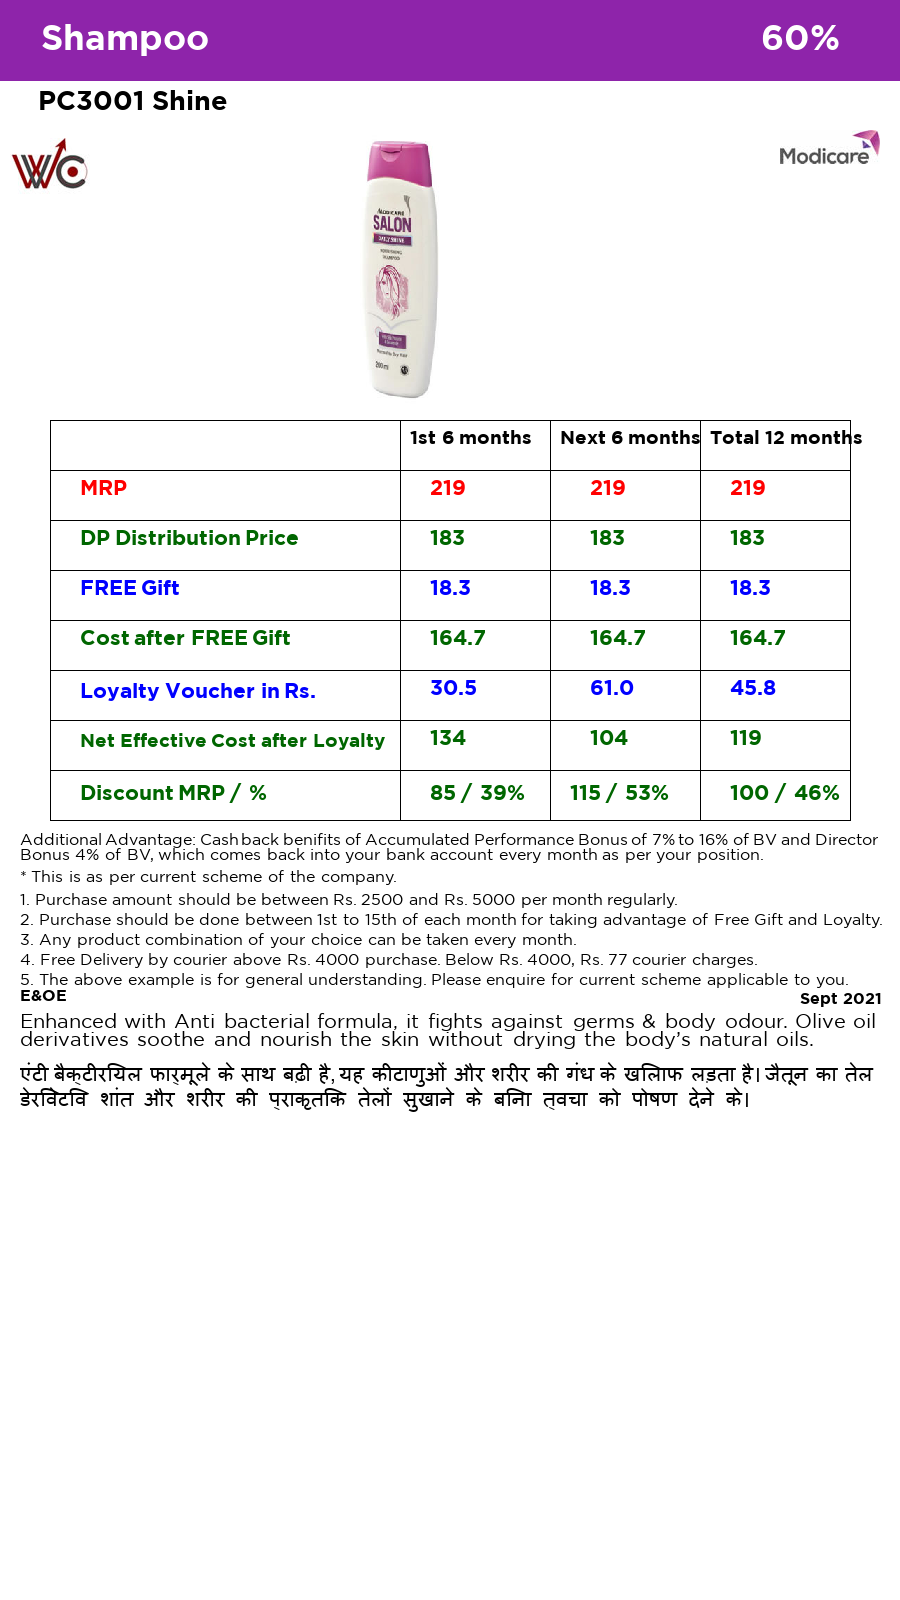 Shampoo 60%
PC3001 Shine
WC
Modicare
MODICARE
SALON
DAILY SHINE
SHAMPOO
200 ml
1st 6 months Next 6 months Total 12 months
MRP 219 219 219
DP Distribution Price 183 183 183
FREE Gift 18.3 18.3 18.3
Cost after FREE Gift 164.7 164.7 164.7
Loyalty Voucher in Rs. 30.5 61.0 45.8
Net Effective Cost after Loyalty 134 104 119
Discount MRP / % 85 / 39% 115 / 53% 100 / 46%
Additional Advantage: Cash back benifits of Accumulated Performance Bonus of 7% to 16% of BV and Director
Bonus 4% of BV, which comes back into your bank account every month as per your position.
* This is as per current scheme of the company.
1. Purchase amount should be between Rs. 2500 and Rs. 5000 per month regularly.
2. Purchase should be done between 1st to 15th of each month for taking advantage of Free Gift and Loyalty.
3. Any product combination of your choice can be taken every month.
4. Free Delivery by courier above Rs. 4000 purchase. Below Rs. 4000, Rs. 77 courier charges.
5. The above example is for general understanding. Please enquire for current scheme applicable to you.
E&OE Sept 2021
Enhanced with Anti bacterial formula, it fights against germs & body odour. Olive oil
derivatives soothe and nourish the skin without drying the body’s natural oils.
एंटी बैक्टीरियल फार्मूले के साथ बढ़ी है, यह कीटाणुओं और शरीर की गंध के खिलाफ लड़ता है। जैतून का तेल
डेरिवेटिव शांत और शरीर की प्राकृतिक तेलों सुखाने के बिना त्वचा को पोषण देने के।